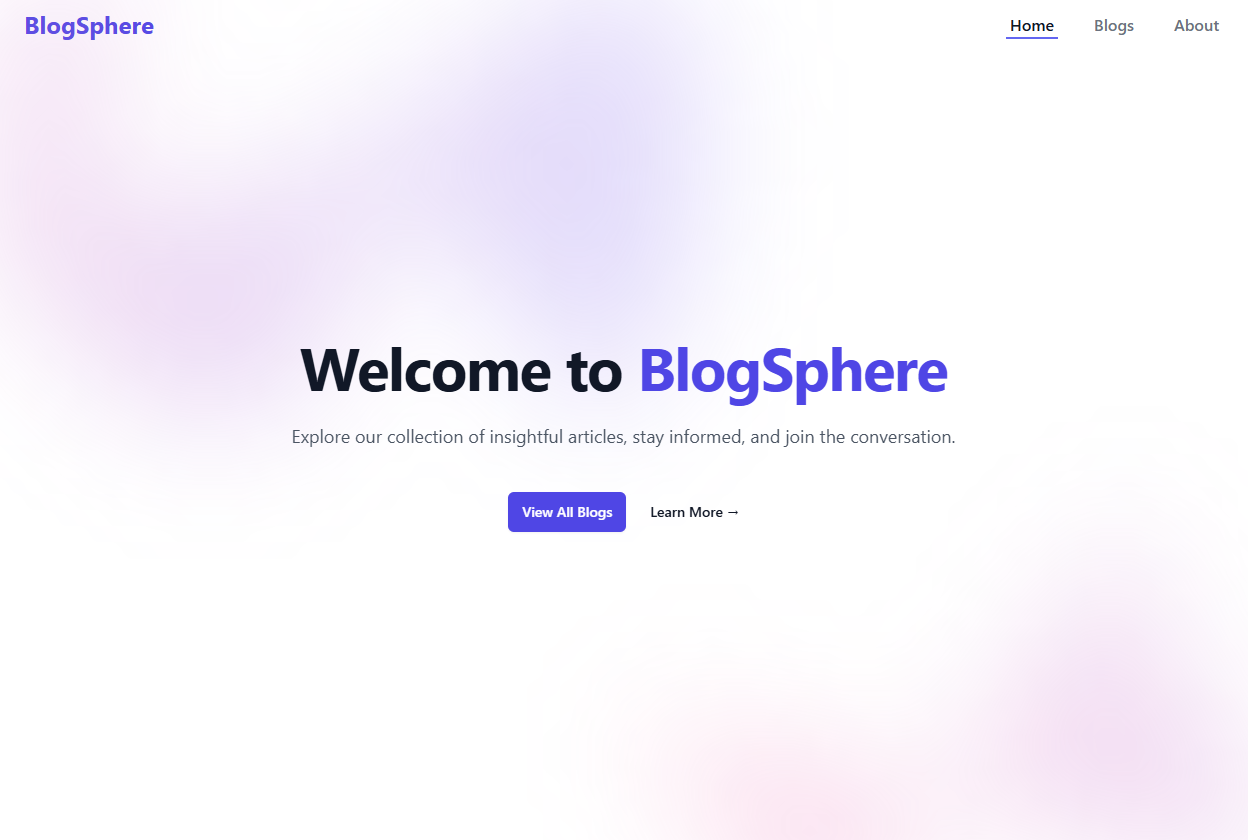 BlogSphere
Home Blogs About
Welcome to BlogSphere
Explore our collection of insightful articles, stay informed, and join the conversation.
View All Blogs Learn More →